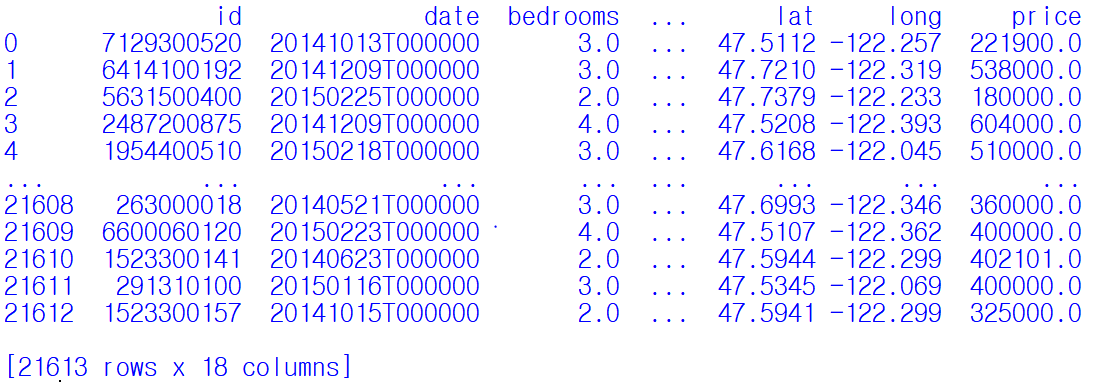 id date bedrooms ... lat long price
0 7129300520 20141013T000000 3.0 ... 47.5112 -122.257 221900.0
1 6414100192 20141209T000000 3.0 ... 47.7210 -122.319 538000.0
2 5631500400 20150225T000000 2.0 ... 47.7379 -122.233 180000.0
3 2487200875 20141209T000000 4.0 ... 47.5208 -122.393 604000.0
4 1954400510 20150218T000000 3.0 ... 47.6168 -122.045 510000.0
... ... ... ... ... ... ... ...
21608 263000018 20140521T000000 3.0 ... 47.6993 -122.346 360000.0
21609 6600060120 20150223T000000 4.0 ... 47.5107 -122.362 400000.0
21610 1523300141 20140623T000000 2.0 ... 47.5944 -122.299 402101.0
21611 291310100 20150116T000000 3.0 ... 47.5345 -122.069 400000.0
21612 1523300157 20141015T000000 2.0 ... 47.5941 -122.299 325000.0
[21613 rows x 18 columns]